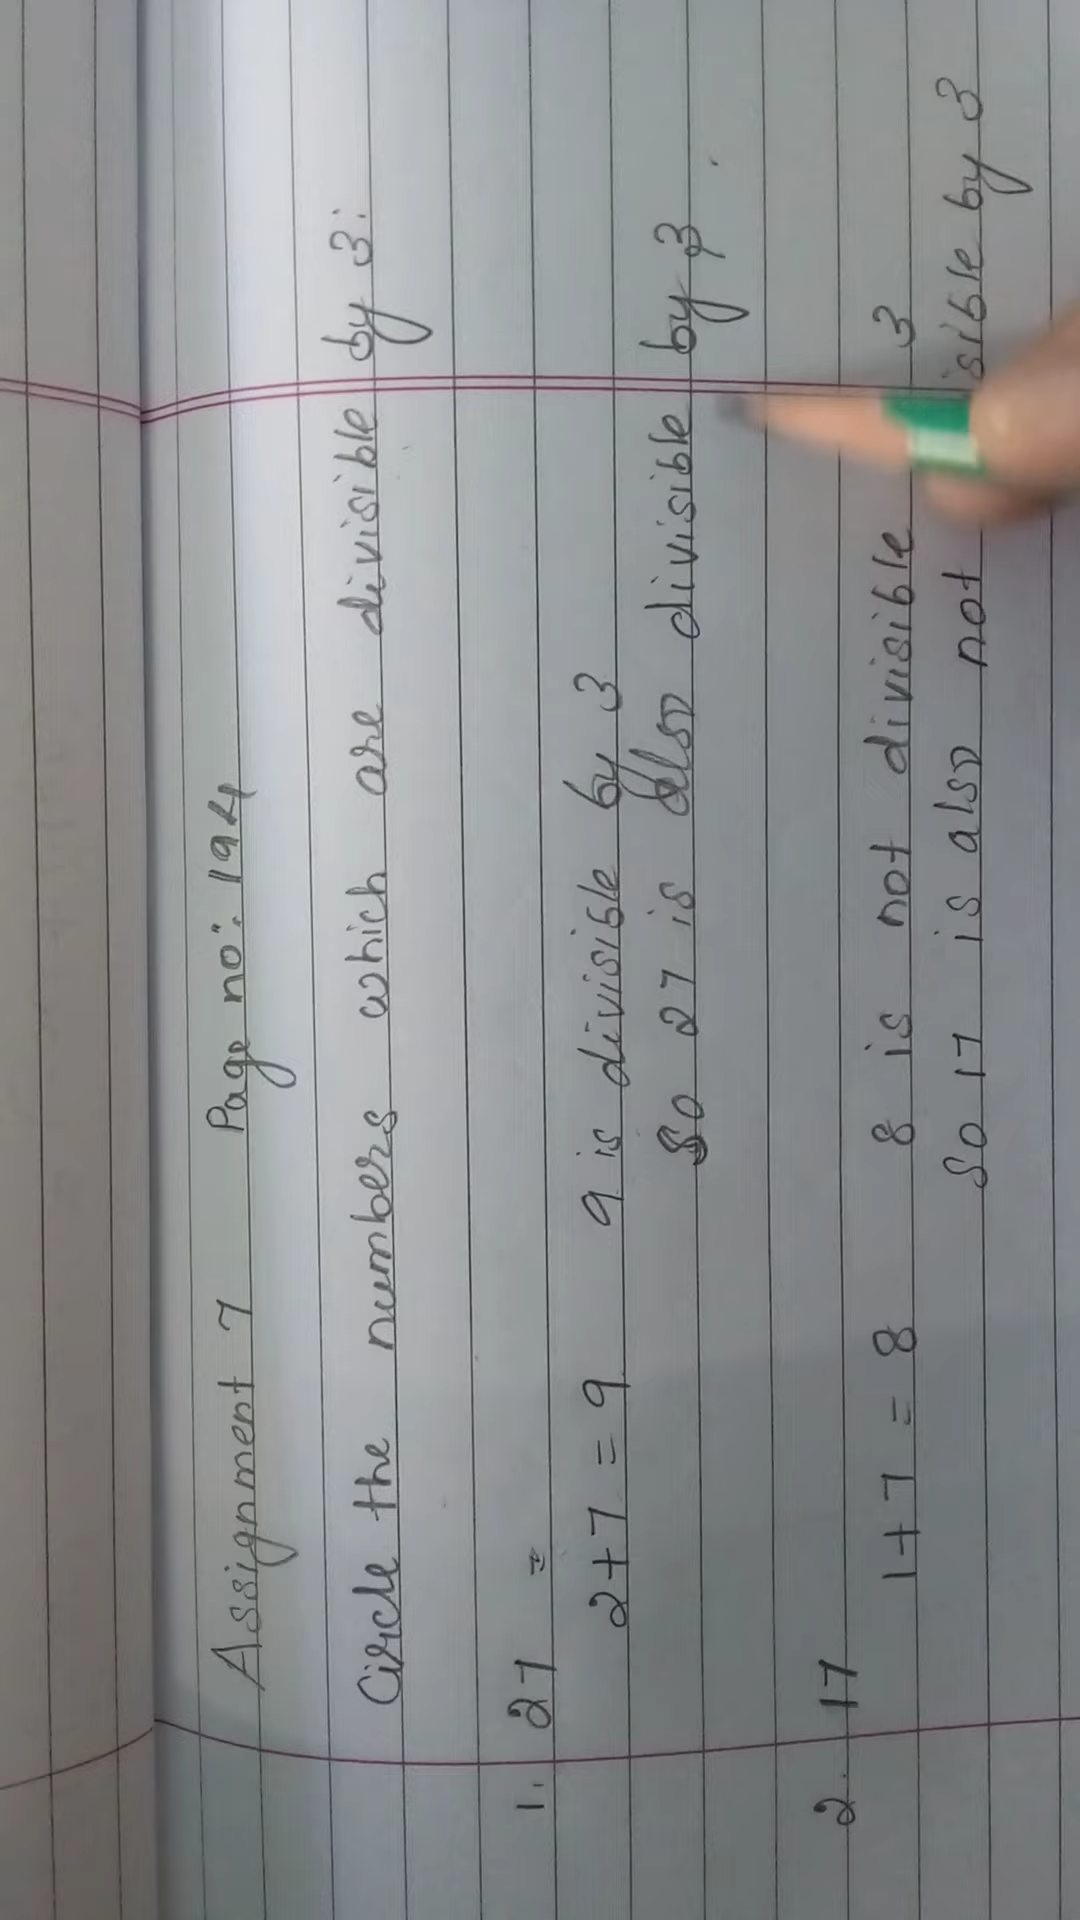 Assignment 7 Page no: 194
Circle the numbers which are divisible by 3:
1. 27 =
2+7 = 9 9 is divisible by 3
So 27 is also divisible by 3
2. 17
1+7 = 8 8 is not divisible 3
So 17 is also not isible by 3